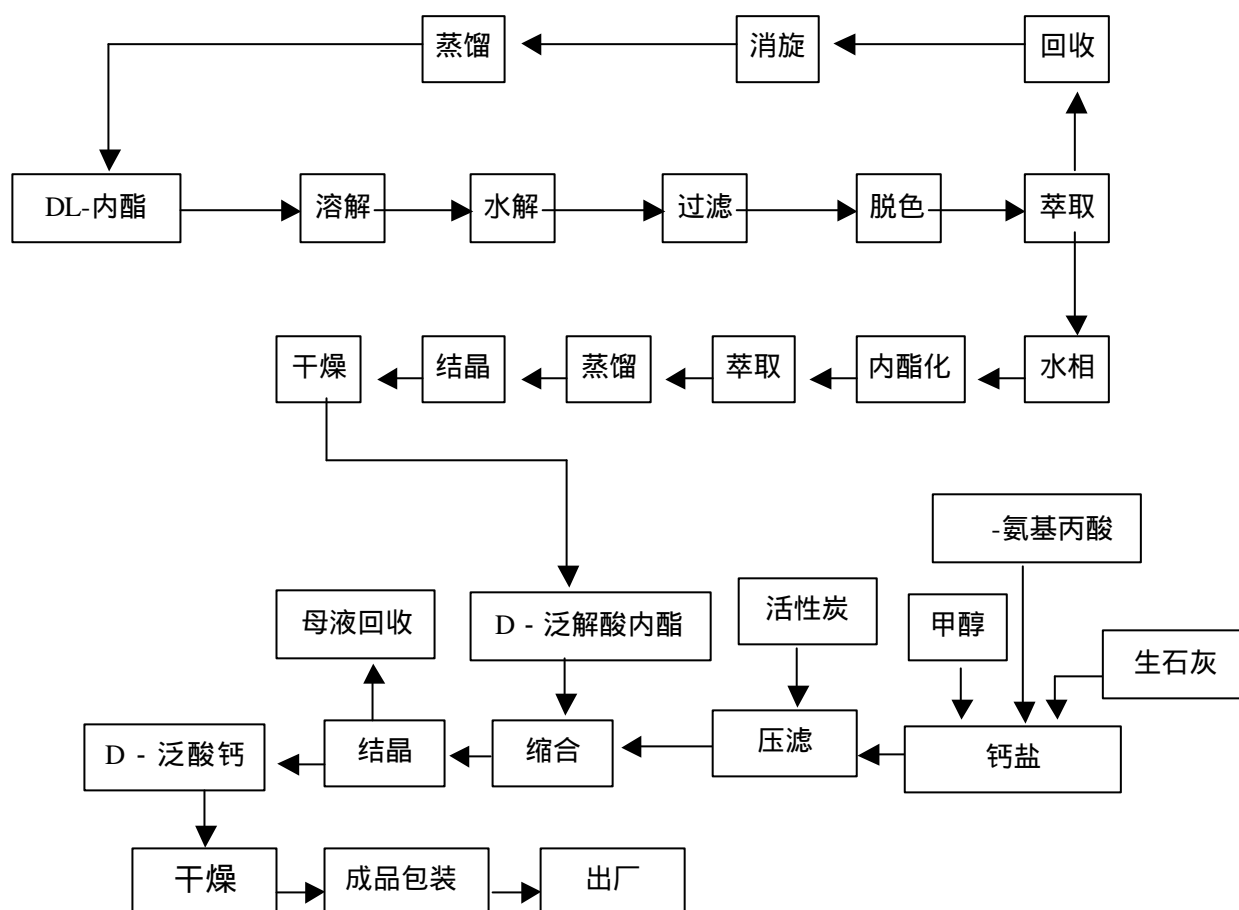 蒸馏
消旋
回收
DL-内酯
溶解
水解
过滤
脱色
萃取
干燥
结晶
蒸馏
萃取
内酯化
水相
-氨基丙酸
母液回收
D - 泛解酸内酯
活性炭
甲醇
生石灰
D - 泛酸钙
结晶
缩合
压滤
钙盐
干燥
成品包装
出厂